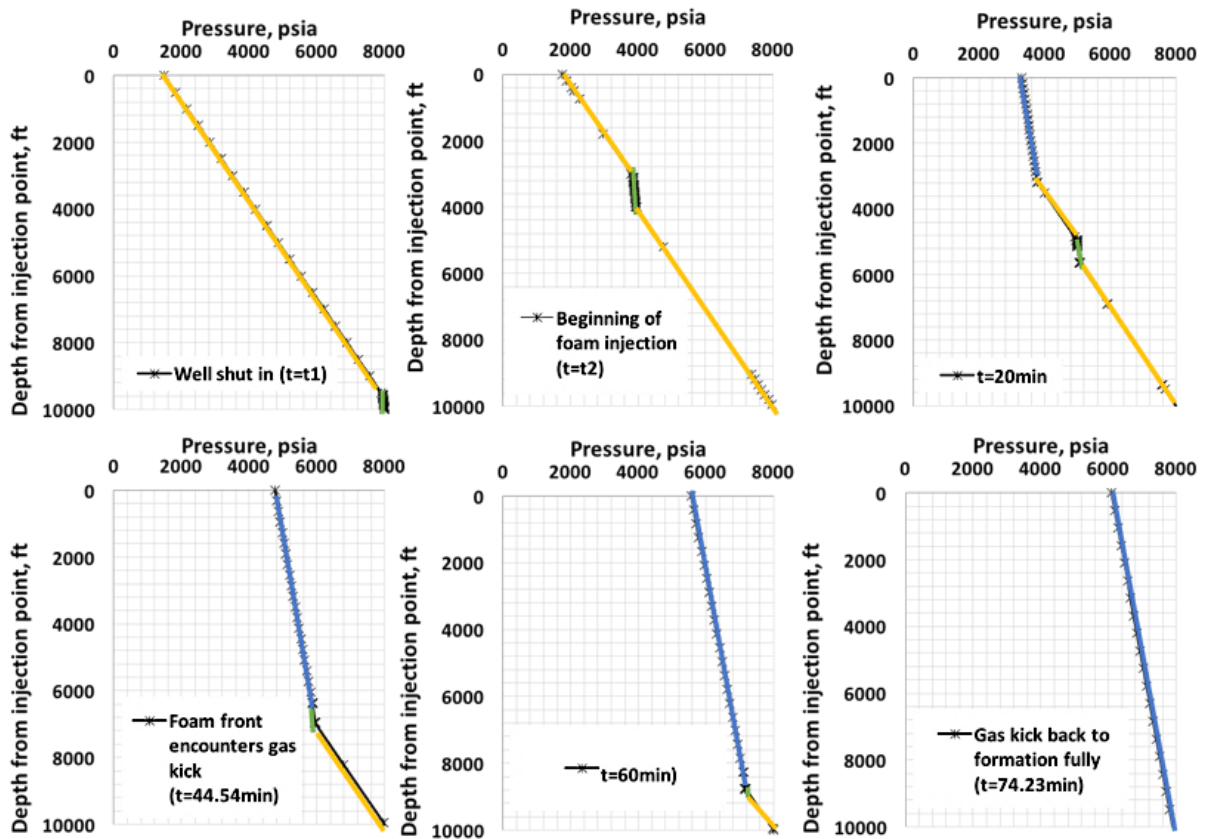 Pressure, psia
0 2000 4000 6000 8000
0
2000
4000
6000
8000
10000
Depth from injection point, ft
Well shut in (t=t1)
Pressure, psia
0 2000 4000 6000 8000
0
2000
4000
6000
8000
10000
Depth from injection point, ft
Beginning of
foam injection
(t=t2)
Pressure, psia
0 2000 4000 6000 8000
0
2000
4000
6000
8000
10000
Depth from injection point, ft
t=20min
Pressure, psia
0 2000 4000 6000 8000
0
2000
4000
6000
8000
10000
Depth from injection point, ft
Foam front
encounters gas
kick
(t=44.54min)
Pressure, psia
0 2000 4000 6000 8000
0
2000
4000
6000
8000
10000
Depth from injection point, ft
t=60min)
Pressure, psia
0 2000 4000 6000 8000
0
2000
4000
6000
8000
10000
Depth from injection point, ft
Gas kick back to
formation fully
(t=74.23min)